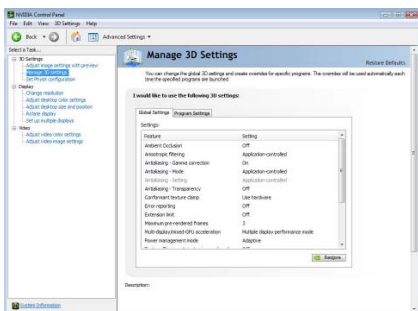 NVIDIA Control Panel
File Edit View 3D Settings Help
Back Advanced Settings
Select a Task...
3D Settings
Adjust image settings with preview
Manage 3D settings
Set PhysX configuration
Display
Change resolution
Adjust desktop color settings
Adjust desktop size and position
Rotate display
Set up multiple displays
Video
Adjust video color settings
Adjust video image settings
System Information
Manage 3D Settings
Restore Defaults
You can change the global 3D settings and create overrides for specific programs. The overrides will be used automatically each
time the specified programs are launched.
I would like to use the following 3D settings:
Global Settings Program Settings
Settings:
Feature Setting
Ambient Occlusion Off
Anisotropic filtering Application-controlled
Antialiasing - Gamma correction On
Antialiasing - Mode Application-controlled
Antialiasing - Setting Application-controlled
Antialiasing - Transparency Off
Conformant texture clamp Use hardware
Error reporting Off
Extension limit Off
Maximum pre-rendered frames 3
Multi-display/mixed-GPU acceleration Multiple display performance mode
Power management mode Adaptive
Restore
Description: